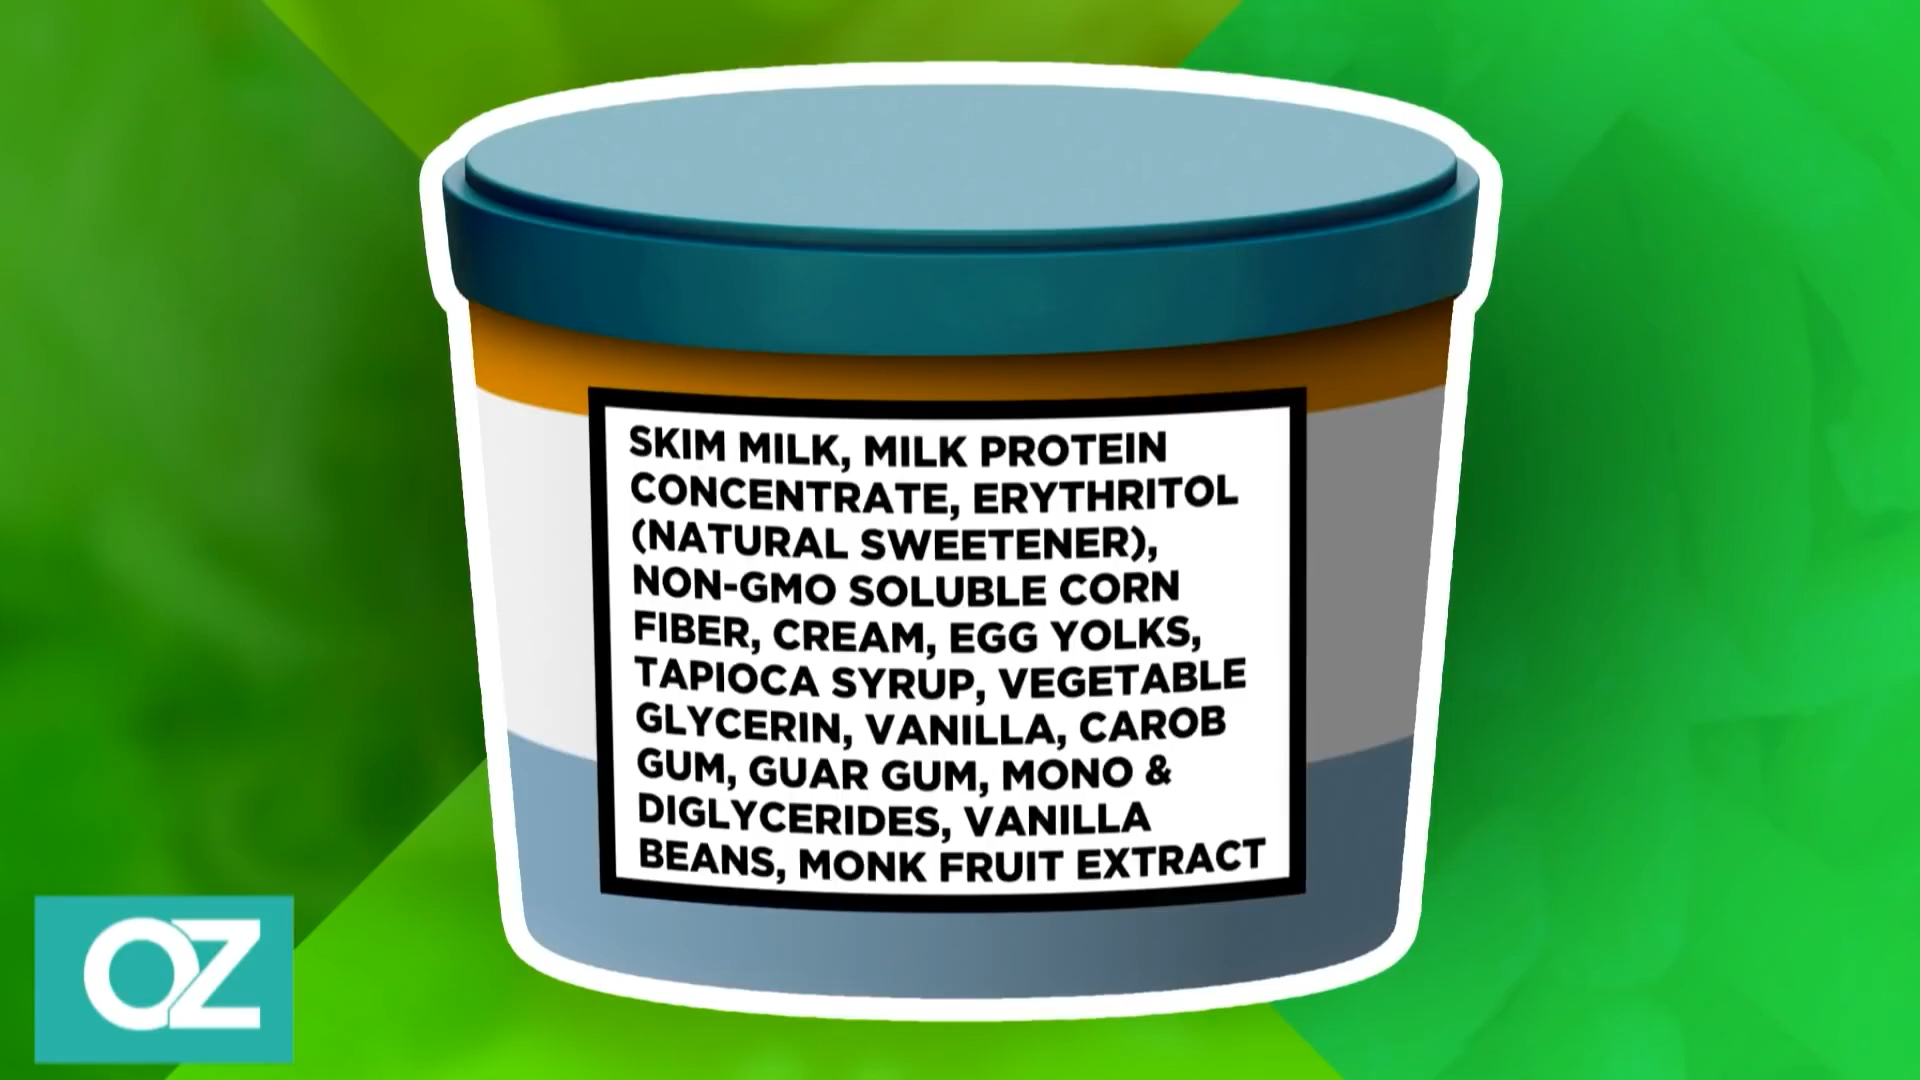 SKIM MILK, MILK PROTEIN
CONCENTRATE, ERYTHRITOL
(NATURAL SWEETENER),
NON-GMO SOLUBLE CORN
FIBER, CREAM, EGG YOLKS,
TAPIOCA SYRUP, VEGETABLE
GLYCERIN, VANILLA, CAROB
GUM, GUAR GUM, MONO &
DIGLYCERIDES, VANILLA
BEANS, MONK FRUIT EXTRACT
OZ